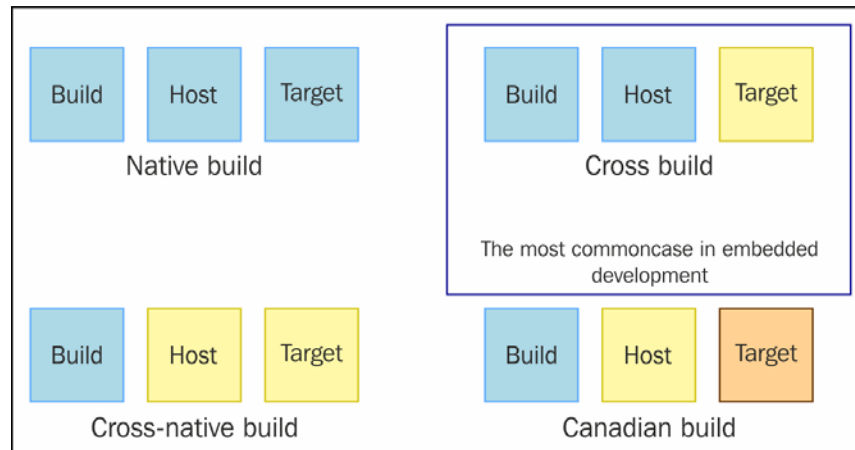 Build Host Target
Native build
Build Host Target
Cross build
The most commoncase in embedded
development
Build Host Target
Cross-native build
Build Host Target
Canadian build